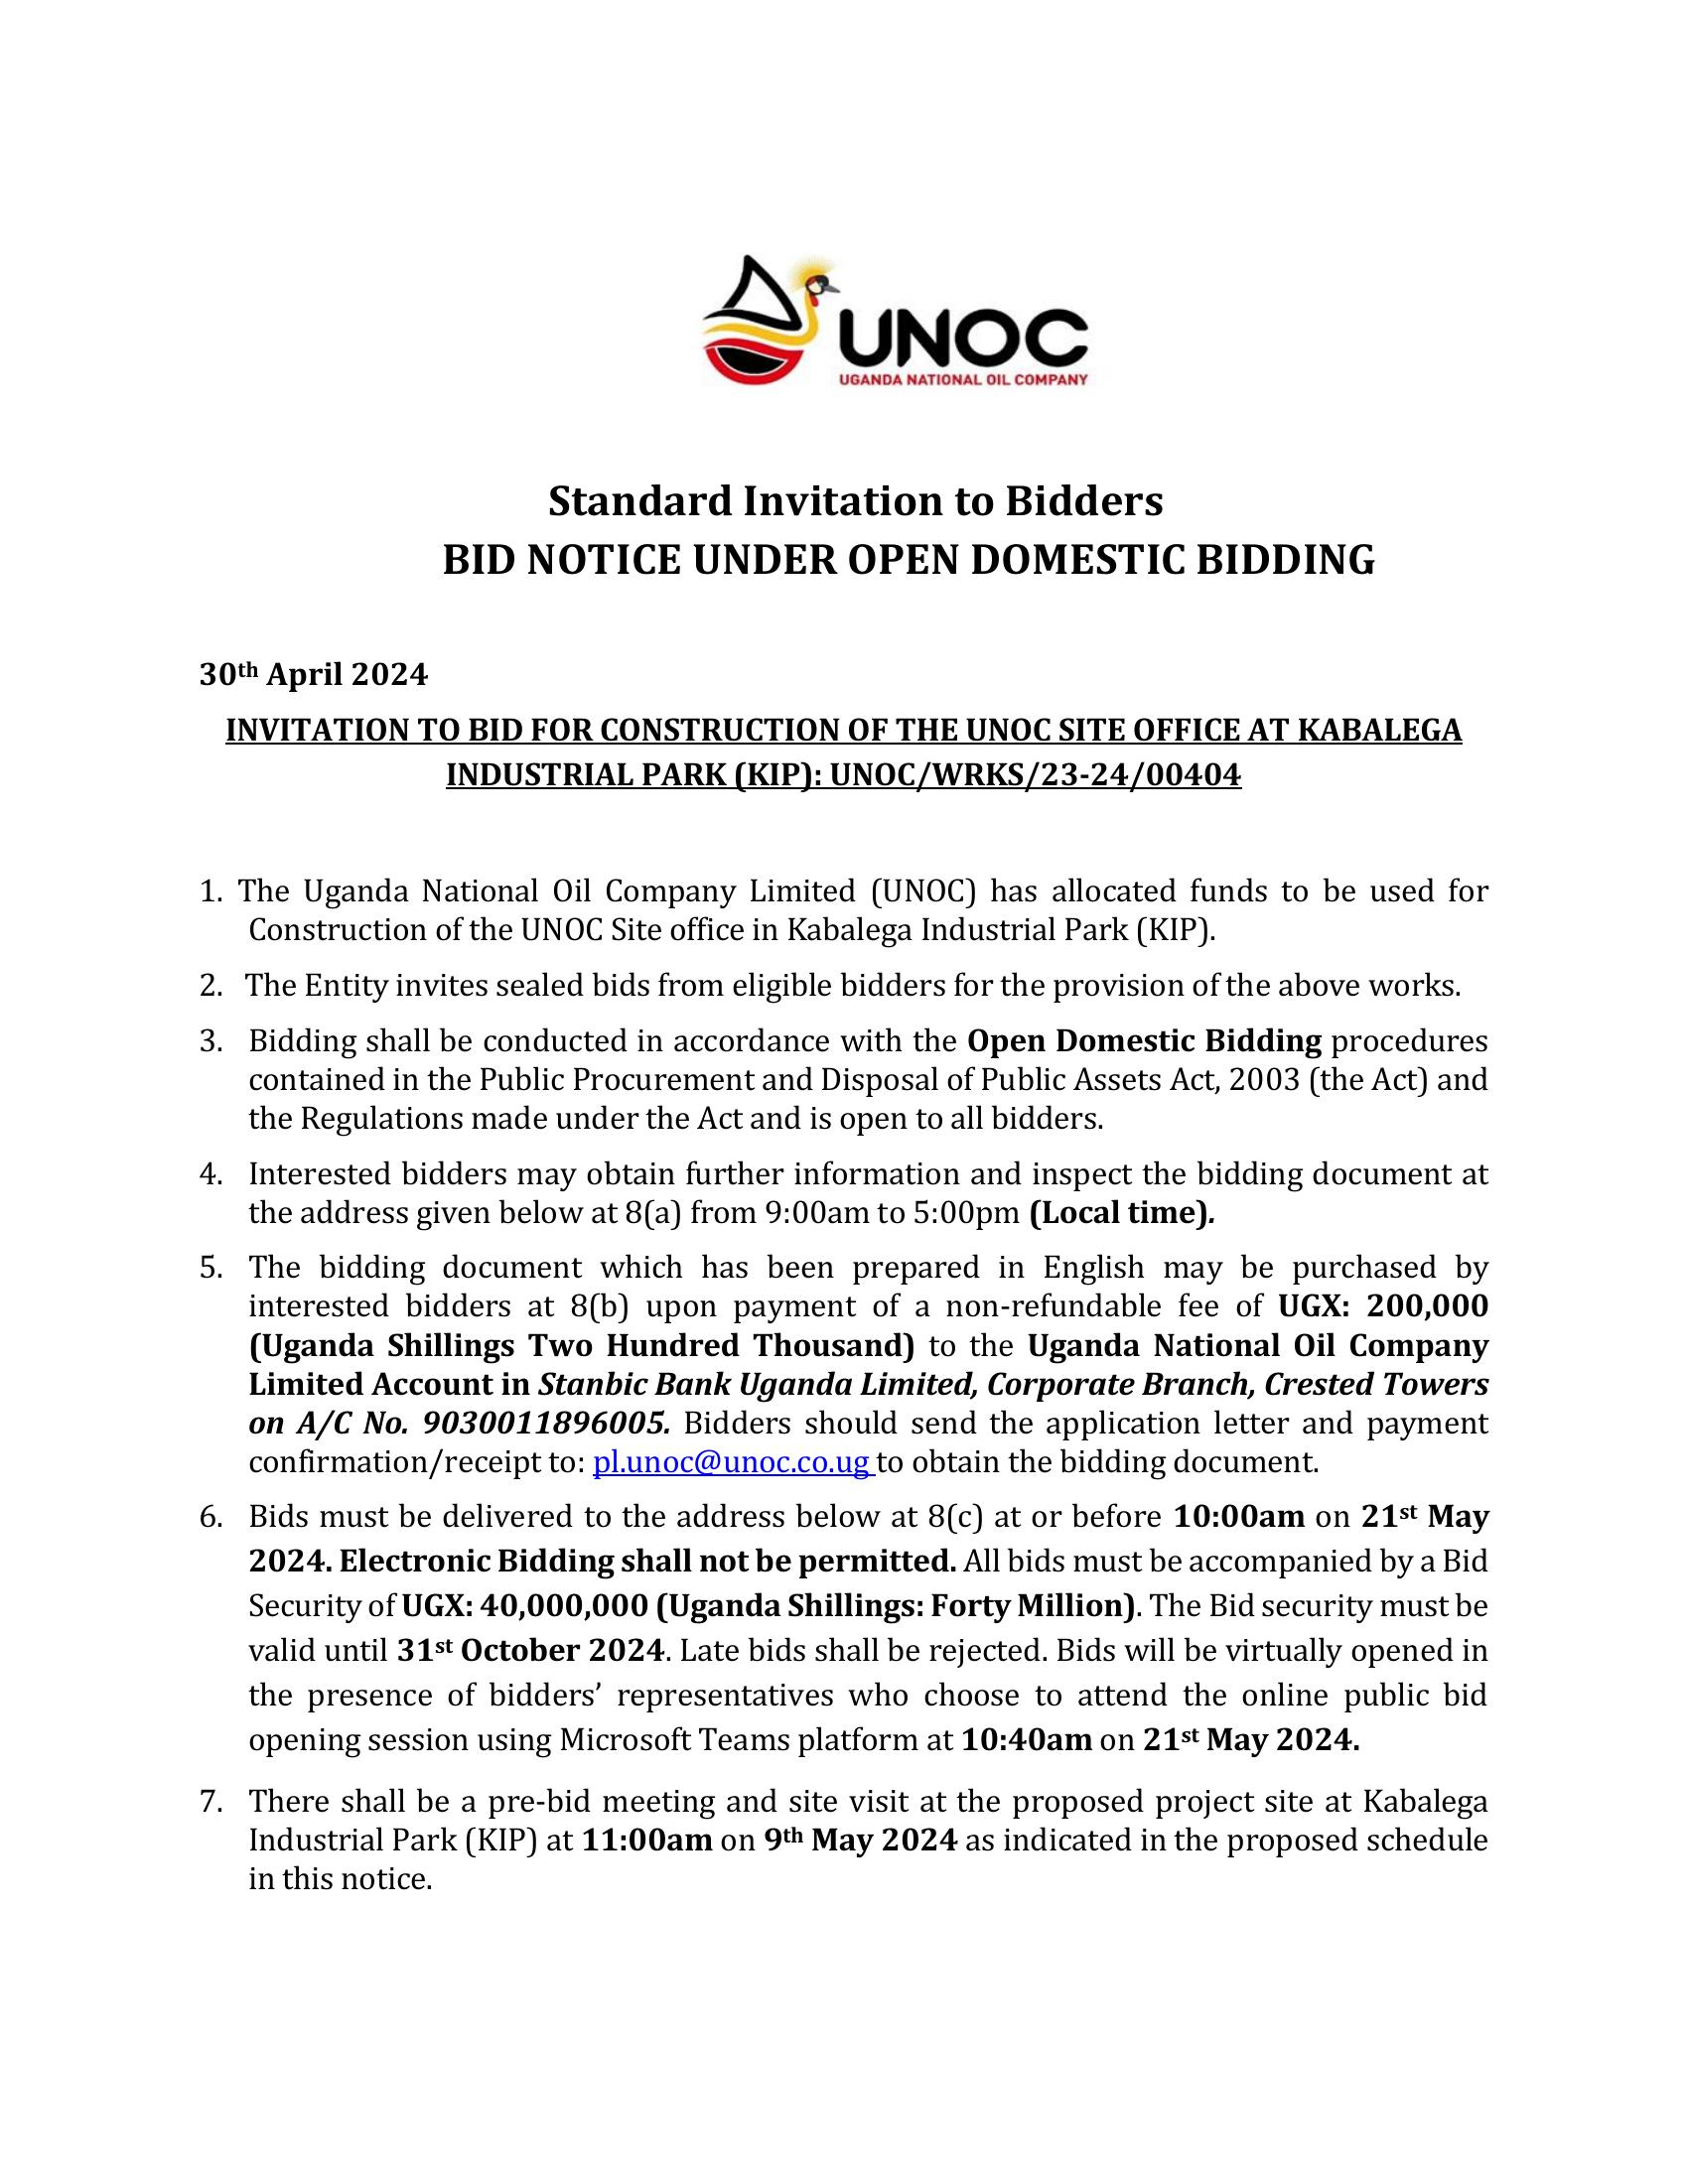 UNOC
UGANDA NATIONAL OIL COMPANY
Standard Invitation to Bidders
BID NOTICE UNDER OPEN DOMESTIC BIDDING
30th April 2024
INVITATION TO BID FOR CONSTRUCTION OF THE UNOC SITE OFFICE AT KABALEGA
INDUSTRIAL PARK (KIP): UNOC/WRKS/23-24/00404
1. The Uganda National Oil Company Limited (UNOC) has allocated funds to be used for
Construction of the UNOC Site office in Kabalega Industrial Park (KIP).
2. The Entity invites sealed bids from eligible bidders for the provision of the above works.
3. Bidding shall be conducted in accordance with the Open Domestic Bidding procedures
contained in the Public Procurement and Disposal of Public Assets Act, 2003 (the Act) and
the Regulations made under the Act and is open to all bidders.
4. Interested bidders may obtain further information and inspect the bidding document at
the address given below at 8(a) from 9:00am to 5:00pm (Local time).
5. The bidding document which has been prepared in English may be purchased by
interested bidders at 8(b) upon payment of a non-refundable fee of UGX: 200,000
(Uganda Shillings Two Hundred Thousand) to the Uganda National Oil Company
Limited Account in Stanbic Bank Uganda Limited, Corporate Branch, Crested Towers
on A/C No. 9030011896005. Bidders should send the application letter and payment
confirmation/receipt to: pl.unoc@unoc.co.ug to obtain the bidding document.
6. Bids must be delivered to the address below at 8(c) at or before 10:00am on 21st May
2024. Electronic Bidding shall not be permitted. All bids must be accompanied by a Bid
Security of UGX: 40,000,000 (Uganda Shillings: Forty Million). The Bid security must be
valid until 31st October 2024. Late bids shall be rejected. Bids will be virtually opened in
the presence of bidders’ representatives who choose to attend the online public bid
opening session using Microsoft Teams platform at 10:40am on 21st May 2024.
7. There shall be a pre-bid meeting and site visit at the proposed project site at Kabalega
Industrial Park (KIP) at 11:00am on 9th May 2024 as indicated in the proposed schedule
in this notice.